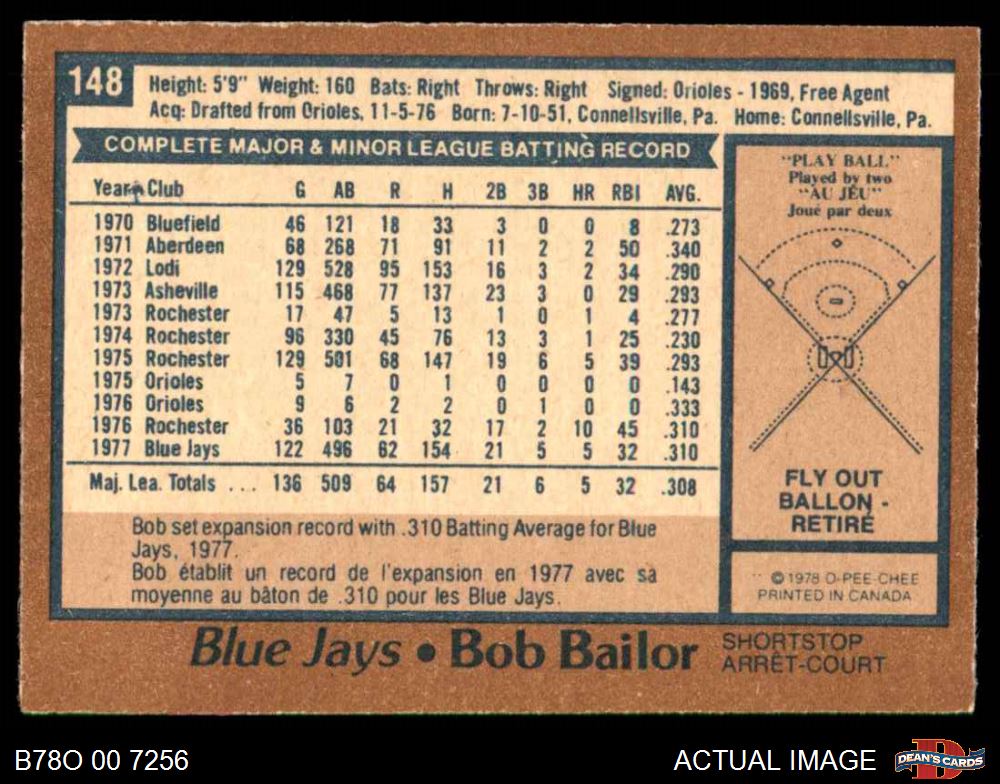 148
Height: 5'9" Weight: 160 Bats: Right Throws: Right Signed: Orioles - 1969, Free Agent
Acq: Drafted from Orioles, 11-5-76 Born: 7-10-51, Connellsville, Pa. Home: Connellsville, Pa.
COMPLETE MAJOR & MINOR LEAGUE BATTING RECORD
Year Club G AB R H 2B 3B HR RBI AVG.
1970 Bluefield 46 121 18 33 3 0 0 8 .273
1971 Aberdeen 68 268 71 91 11 2 2 50 .340
1972 Lodi 129 528 95 153 16 3 2 34 .290
1973 Asheville 115 468 77 137 23 3 0 29 .293
1973 Rochester 17 47 5 13 1 0 1 4 .277
1974 Rochester 96 330 45 76 13 3 1 25 .230
1975 Rochester 129 501 68 147 19 6 5 39 .293
1975 Orioles 5 7 0 1 0 0 0 0 .143
1976 Orioles 9 6 2 2 0 1 0 0 .333
1976 Rochester 36 103 21 32 17 2 10 45 .310
1977 Blue Jays 122 496 62 154 21 5 5 32 .310
Maj. Lea. Totals ... 136 509 64 157 21 6 5 32 .308
Bob set expansion record with .310 Batting Average for Blue
Jays, 1977.
Bob établit un record de l'expansion en 1977 avec sa
moyenne au bâton de .310 pour les Blue Jays.
"PLAY BALL"
Played by two
"AU JEU"
Joué par deux
FLY OUT
BALLON -
RETIRÉ
© 1978 O-PEE-CHEE
PRINTED IN CANADA
Blue Jays • Bob Bailor
SHORTSTOP
ARRÊT-COURT
B78O 00 7256
ACTUAL IMAGE
D
DEAN'S CARDS